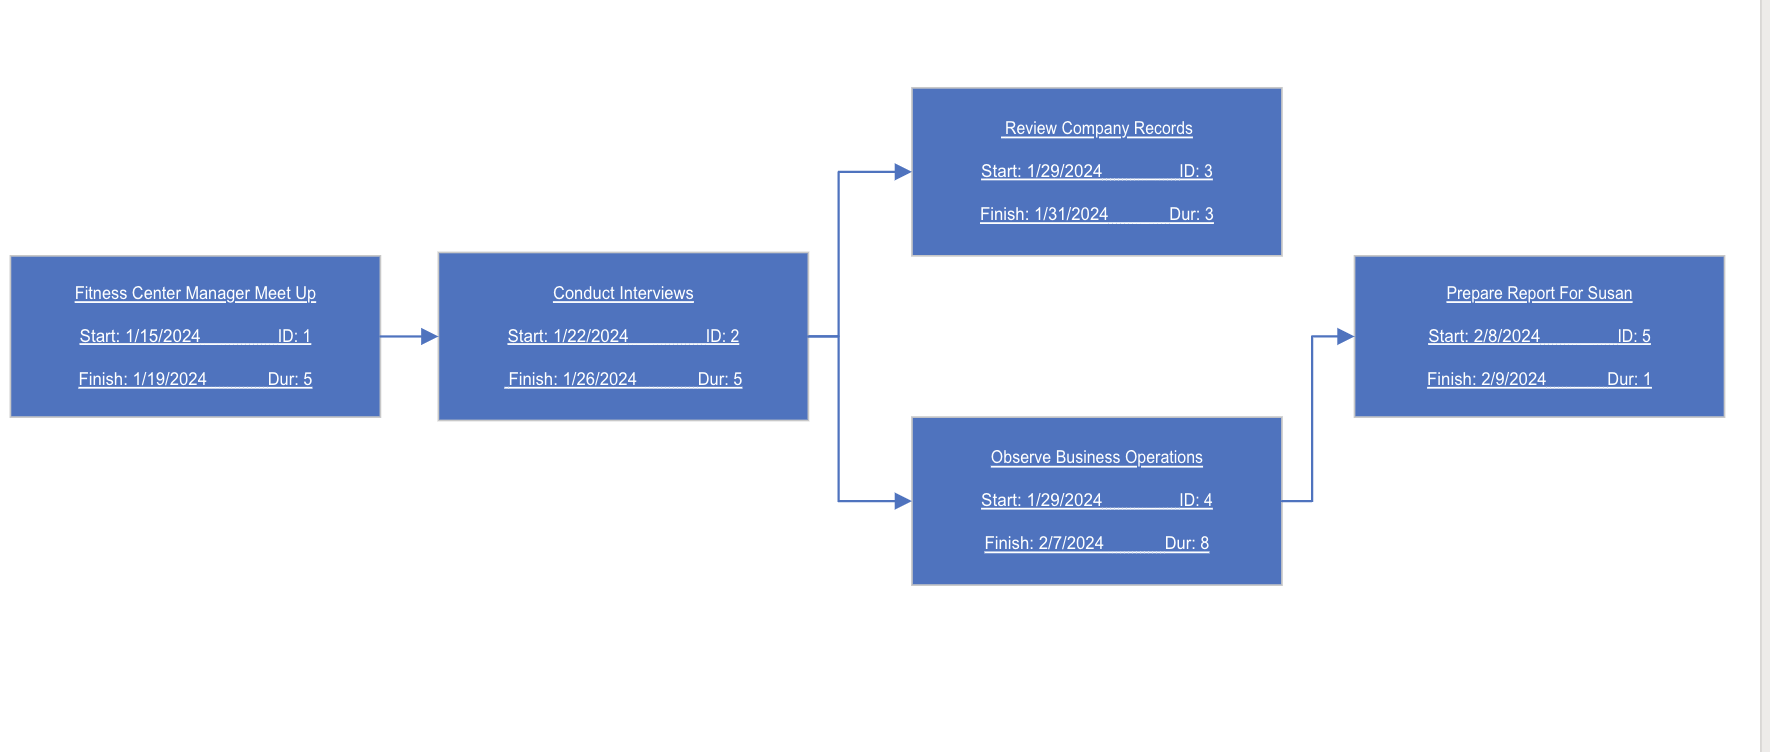 Fitness Center Manager Meet Up
Start: 1/15/2024 ID: 1
Finish: 1/19/2024 Dur: 5
Conduct Interviews
Start: 1/22/2024 ID: 2
Finish: 1/26/2024 Dur: 5
Review Company Records
Start: 1/29/2024 ID: 3
Finish: 1/31/2024 Dur: 3
Observe Business Operations
Start: 1/29/2024 ID: 4
Finish: 2/7/2024 Dur: 8
Prepare Report For Susan
Start: 2/8/2024 ID: 5
Finish: 2/9/2024 Dur: 1